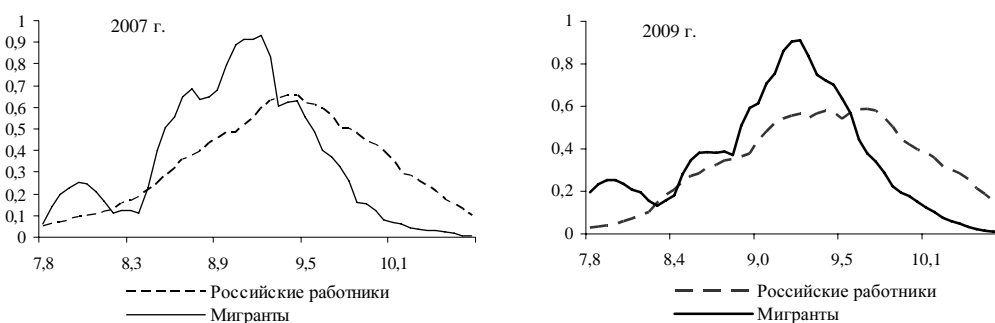 2007 г.
1
0,9
0,8
0,7
0,6
0,5
0,4
0,3
0,2
0,1
0
7,8 8,3 8,9 9,5 10,1
Российские работники
Мигранты
2009 г.
1
0,8
0,6
0,4
0,2
0
7,8 8,4 9,0 9,5 10,1
Российские работники
Мигранты